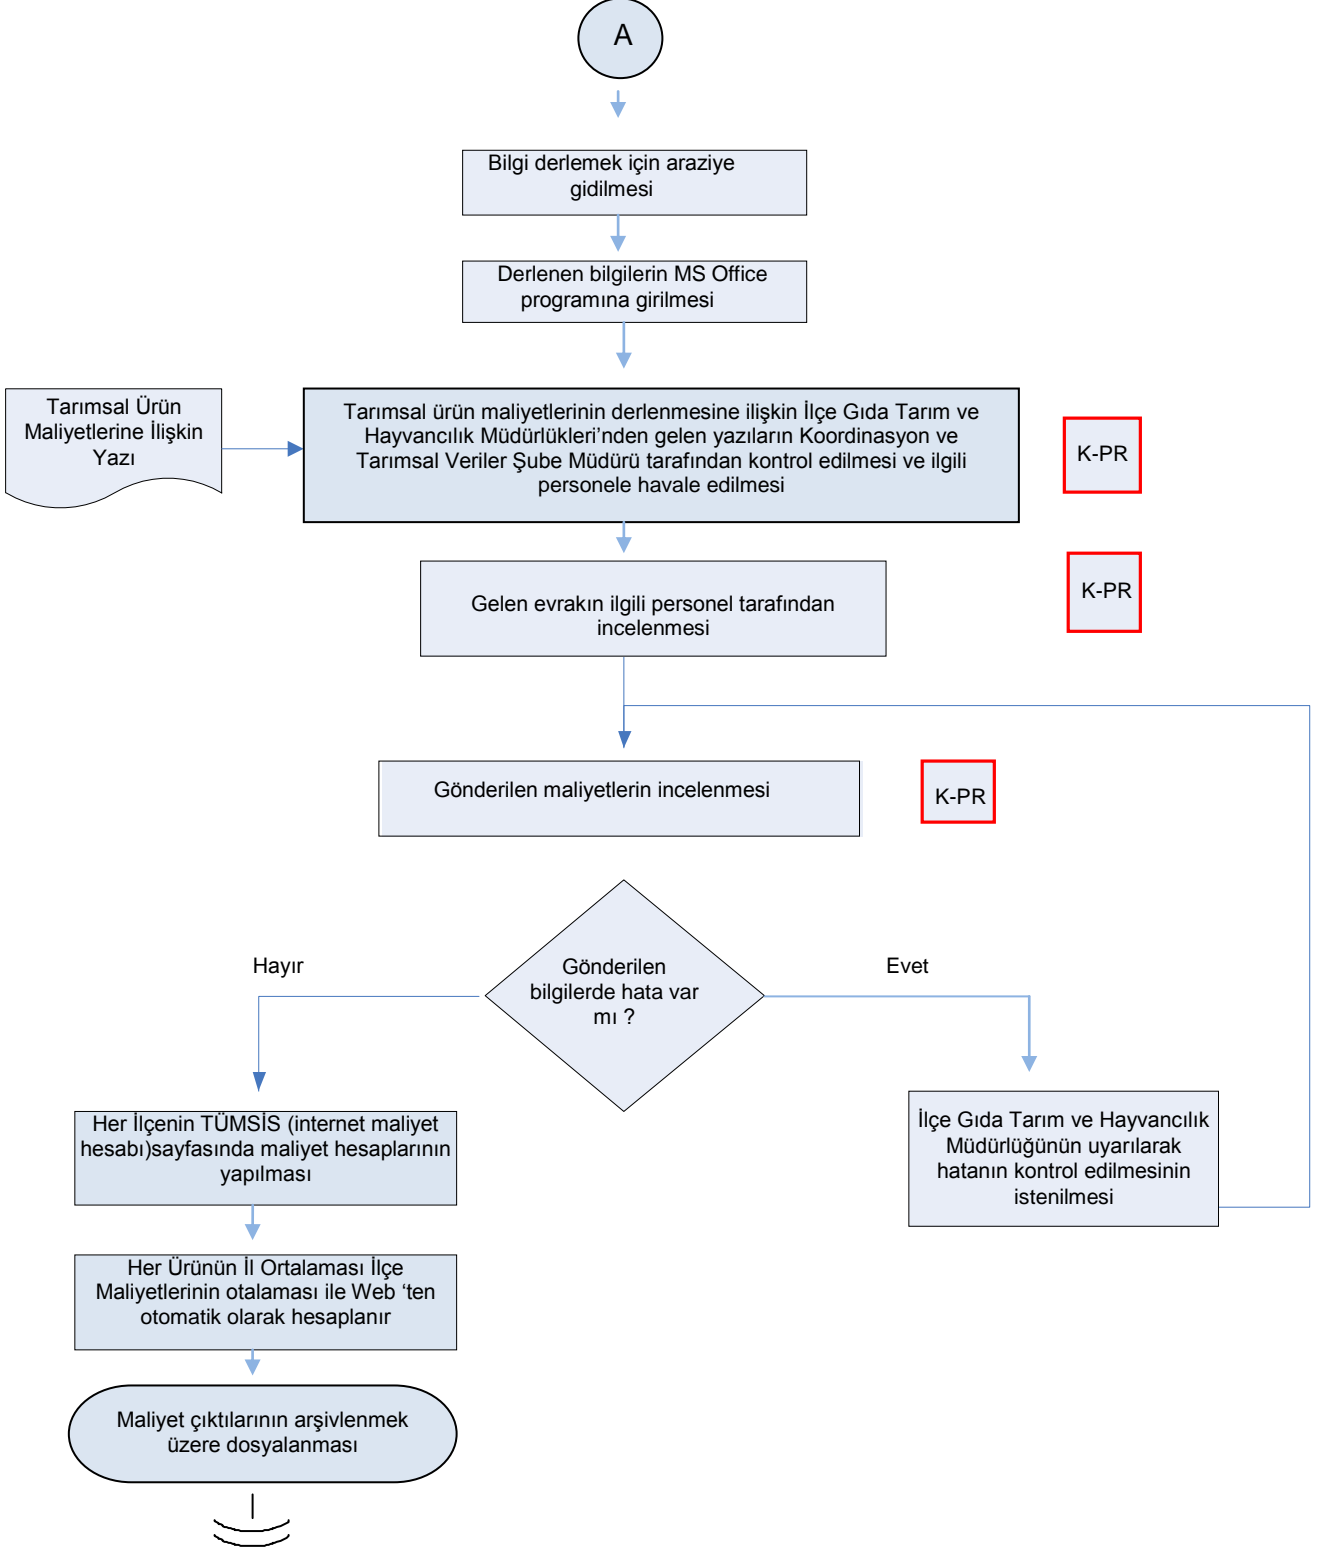 A
Bilgi derlemek için araziye
gidilmesi
Derlenen bilgilerin MS Office
programına girilmesi
Tarımsal Ürün
Maliyetlerine İlişkin
Yazı
Tarımsal ürün maliyetlerinin derlenmesine ilişkin İlçe Gıda Tarım ve
Hayvancılık Müdürlükleri’nden gelen yazıların Koordinasyon ve
Tarımsal Veriler Şube Müdürü tarafından kontrol edilmesi ve ilgili
personele havale edilmesi
K-PR
Gelen evrakın ilgili personel tarafından
incelenmesi
K-PR
Gönderilen maliyetlerin incelenmesi
K-PR
Gönderilen
bilgilerde hata var
mı ?
Hayır
Evet
Her İlçenin TÜMSİS (internet maliyet
hesabı)sayfasında maliyet hesaplarının
yapılması
İlçe Gıda Tarım ve Hayvancılık
Müdürlüğünün uyarılarak
hatanın kontrol edilmesinin
istenilmesi
Her Ürünün İl Ortalaması İlçe
Maliyetlerinin otalaması ile Web ‘ten
otomatik olarak hesaplanır
Maliyet çıktılarının arşivlenmek
üzere dosyalanması